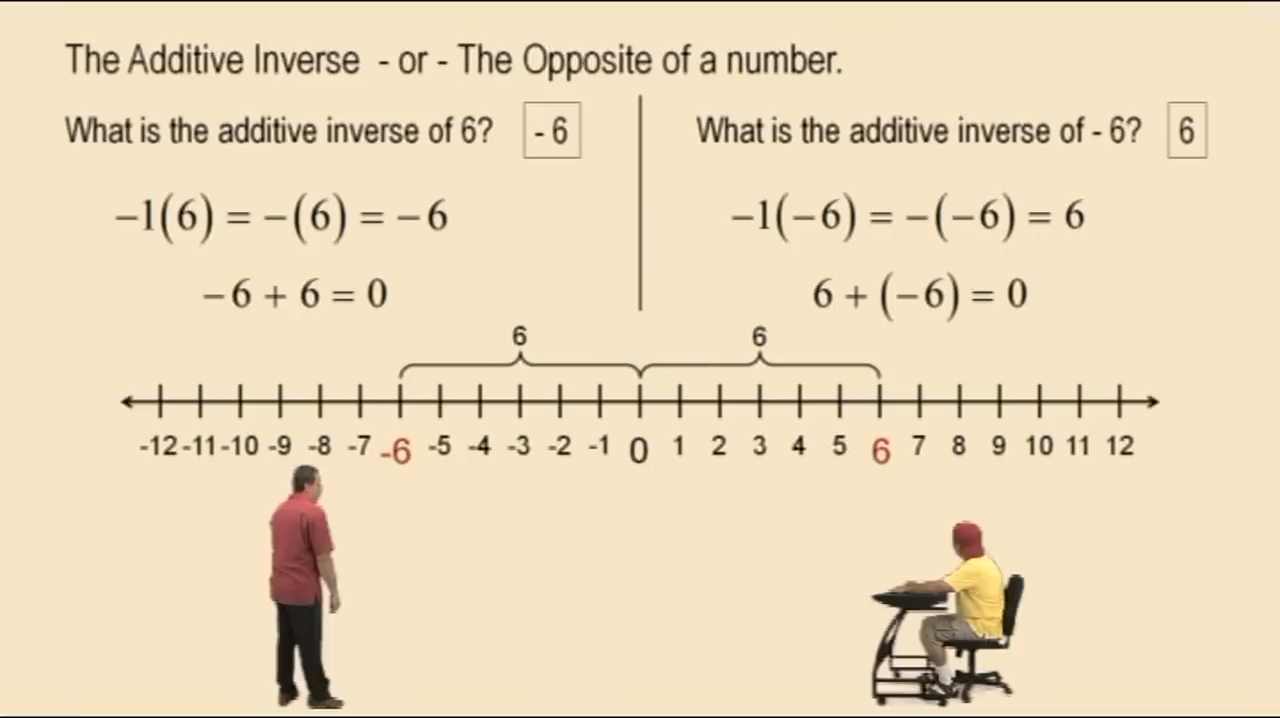 The Additive Inverse - or - The Opposite of a number.
What is the additive inverse of 6? - 6
−1(6) = −(6) = −6
−6 + 6 = 0
What is the additive inverse of - 6? 6
−1(−6) = −(−6) = 6
6 + (−6) = 0
6 6
-12 -11 -10 -9 -8 -7 -6 -5 -4 -3 -2 -1 0 1 2 3 4 5 6 7 8 9 10 11 12